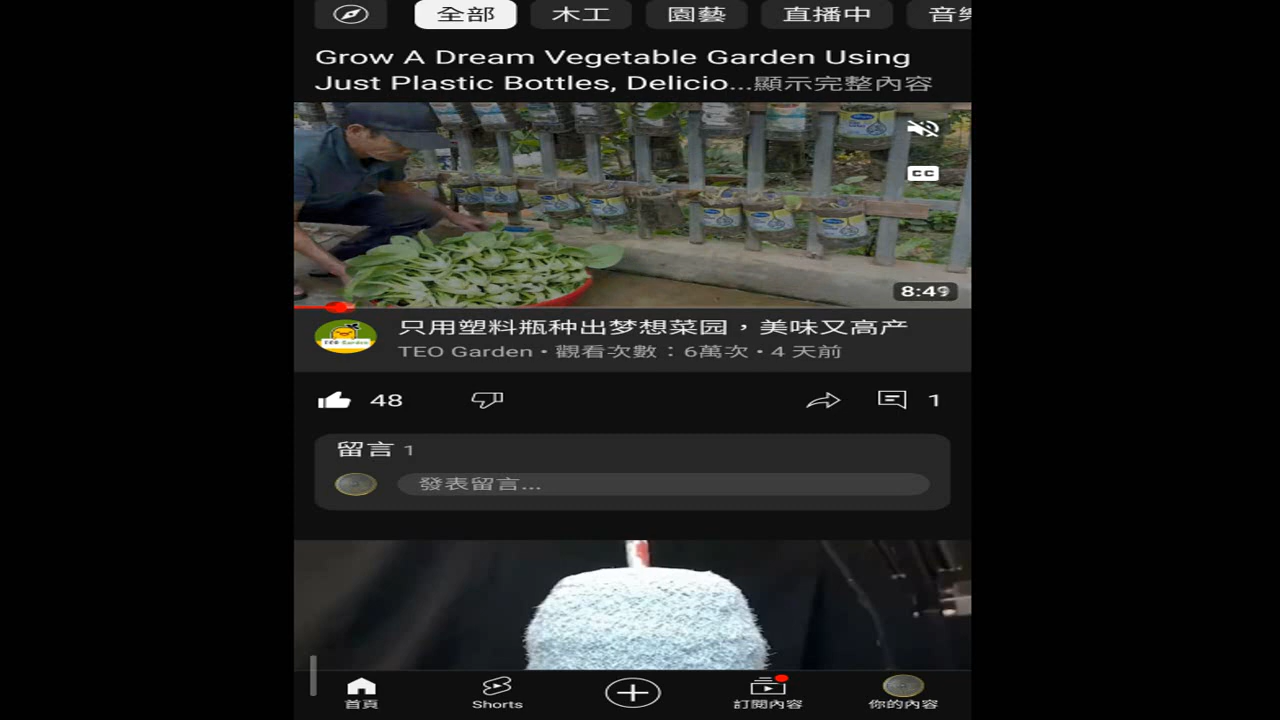 全部
木工
園藝
直播中
Grow A Dream Vegetable Garden Using
Just Plastic Bottles, Delicio...顯示完整內容
CC
8:49
只用塑料瓶种出梦想菜园，美味又高产
TEO Garden
TEO Garden・觀看次數：6萬次・4 天前
48
1
留言 1
發表留言...
首頁
Shorts
訂閱內容
你的內容